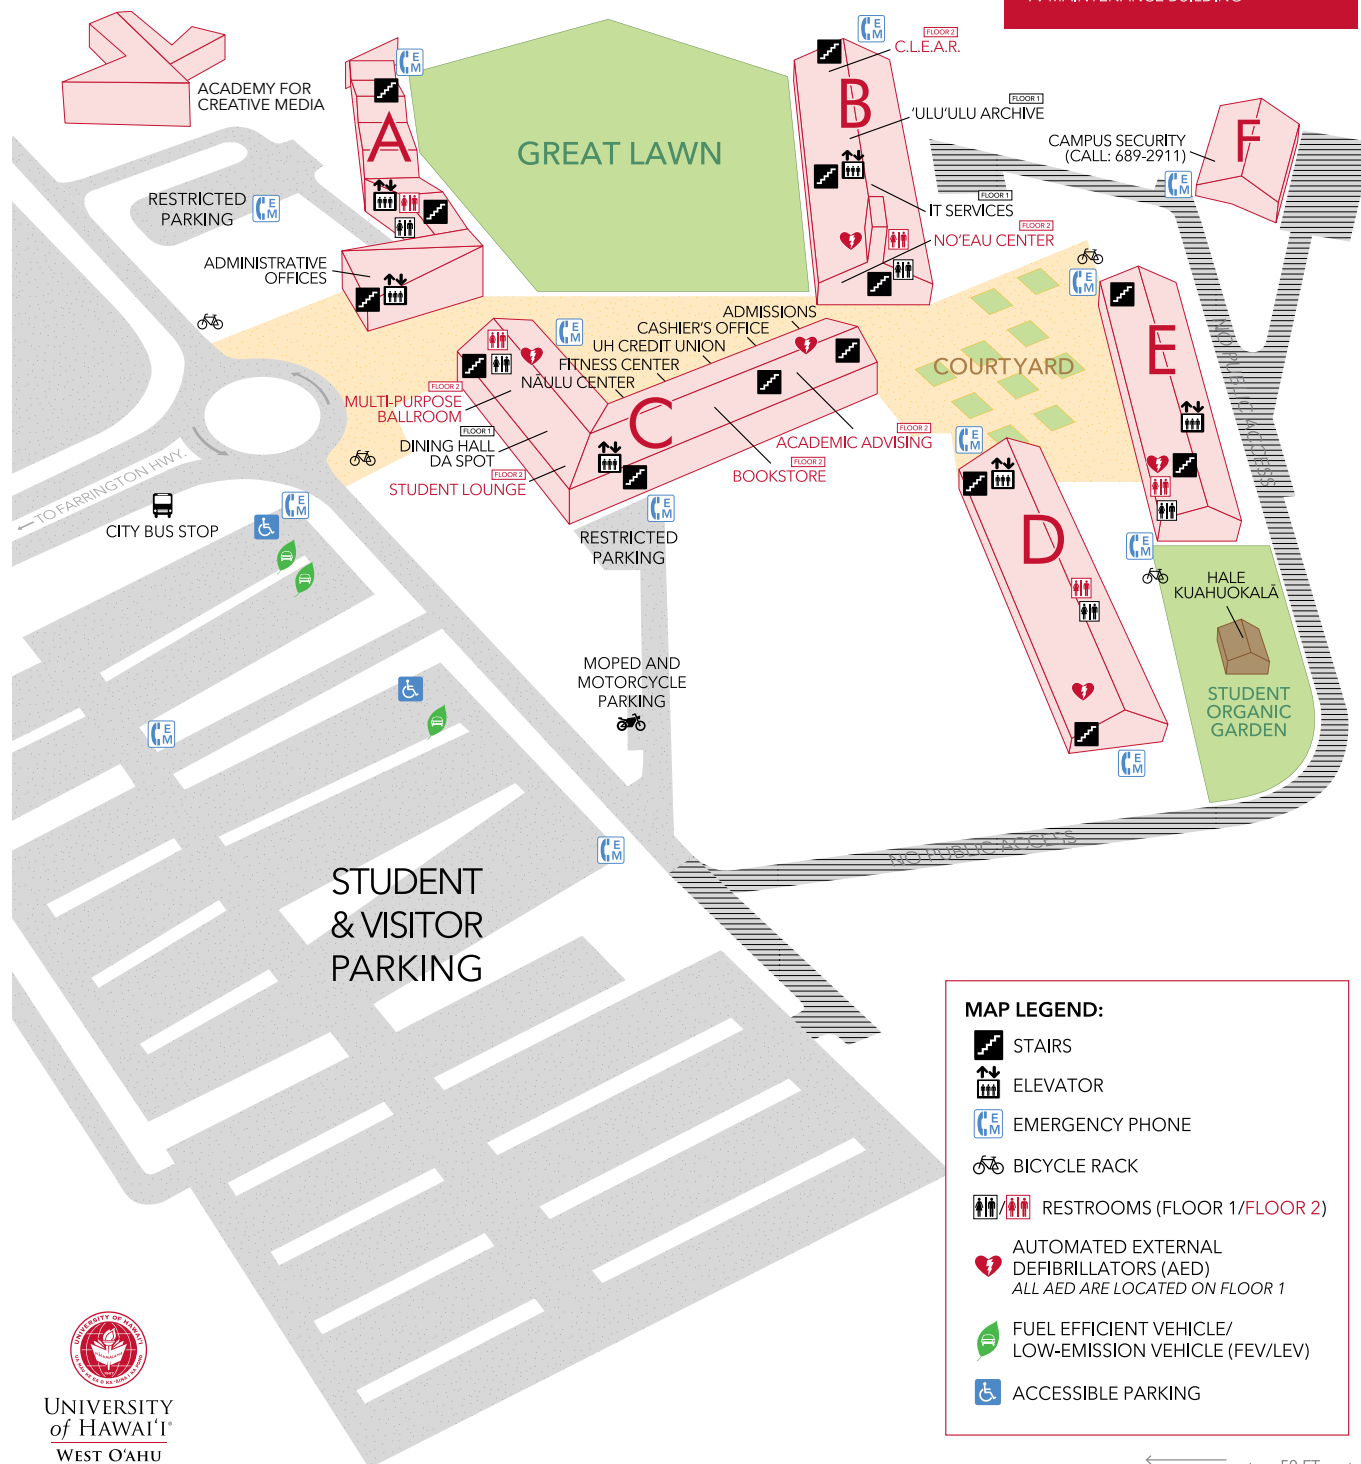 FLOOR 2
C.L.E.A.R.
ACADEMY FOR
CREATIVE MEDIA
A
B
FLOOR 1
'ULU'ULU ARCHIVE
GREAT LAWN
CAMPUS SECURITY
(CALL: 689-2911)
F
RESTRICTED
PARKING
FLOOR 1
IT SERVICES
FLOOR 2
NO'EAU CENTER
ADMINISTRATIVE
OFFICES
ADMISSIONS
CASHIER'S OFFICE
UH CREDIT UNION
FITNESS CENTER
NAULU CENTER
COURTYARD
E
NO PUBLIC ACCESS
FLOOR 2
MULTI-PURPOSE
BALLROOM
C
FLOOR 1
DINING HALL
DA SPOT
FLOOR 2
ACADEMIC ADVISING
FLOOR 2
BOOKSTORE
FLOOR 2
STUDENT LOUNGE
TO FARRINGTON HWY.
CITY BUS STOP
RESTRICTED
PARKING
D
HALE
KUAHUOKALĀ
MOPED AND
MOTORCYCLE
PARKING
STUDENT
ORGANIC
GARDEN
NO PUBLIC ACCESS
STUDENT
& VISITOR
PARKING
MAP LEGEND:
STAIRS
ELEVATOR
EM EMERGENCY PHONE
BICYCLE RACK
/ RESTROOMS (FLOOR 1/FLOOR 2)
AUTOMATED EXTERNAL
DEFIBRILLATORS (AED)
ALL AED ARE LOCATED ON FLOOR 1
FUEL EFFICIENT VEHICLE/
LOW-EMISSION VEHICLE (FEV/LEV)
ACCESSIBLE PARKING
UNIVERSITY
of HAWAI'I®
WEST O'AHU